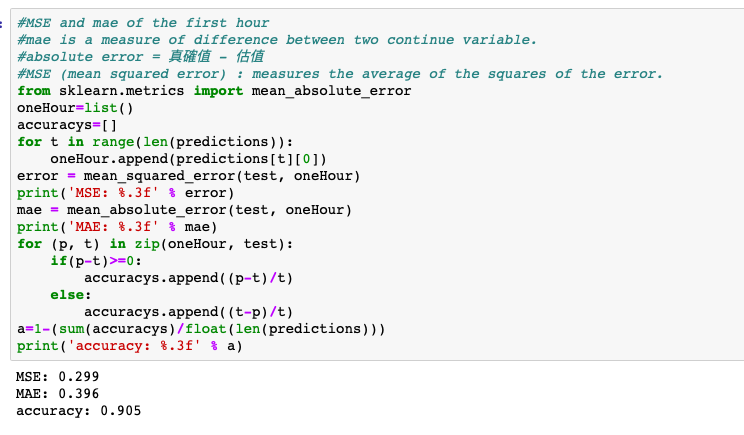 :
#MSE and mae of the first hour
#mae is a measure of difference between two continue variable.
#absolute error = 真確值 - 估值
#MSE (mean squared error) : measures the average of the squares of the error.
from sklearn.metrics import mean_absolute_error
oneHour=list()
accuracys=[]
for t in range(len(predictions)):
    oneHour.append(predictions[t][0])
error = mean_squared_error(test, oneHour)
print('MSE: %.3f' % error)
mae = mean_absolute_error(test, oneHour)
print('MAE: %.3f' % mae)
for (p, t) in zip(oneHour, test):
    if(p-t)>=0:
        accuracys.append((p-t)/t)
    else:
        accuracys.append((t-p)/t)
a=1-(sum(accuracys)/float(len(predictions)))
print('accuracy: %.3f' % a)
MSE: 0.299
MAE: 0.396
accuracy: 0.905